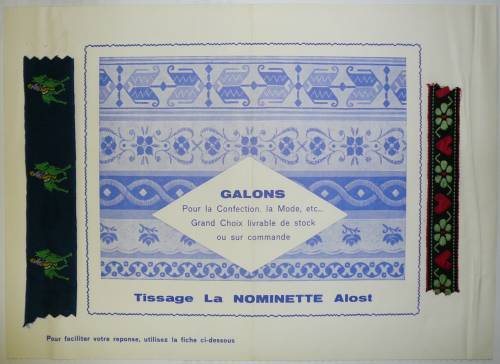 GALONS
Pour la Confection, la Mode, etc...
Grand Choix livrable de stock
ou sur commande
Tissage La NOMINETTE Alost
Pour faciliter votre reponse, utilisez la fiche ci-dessous